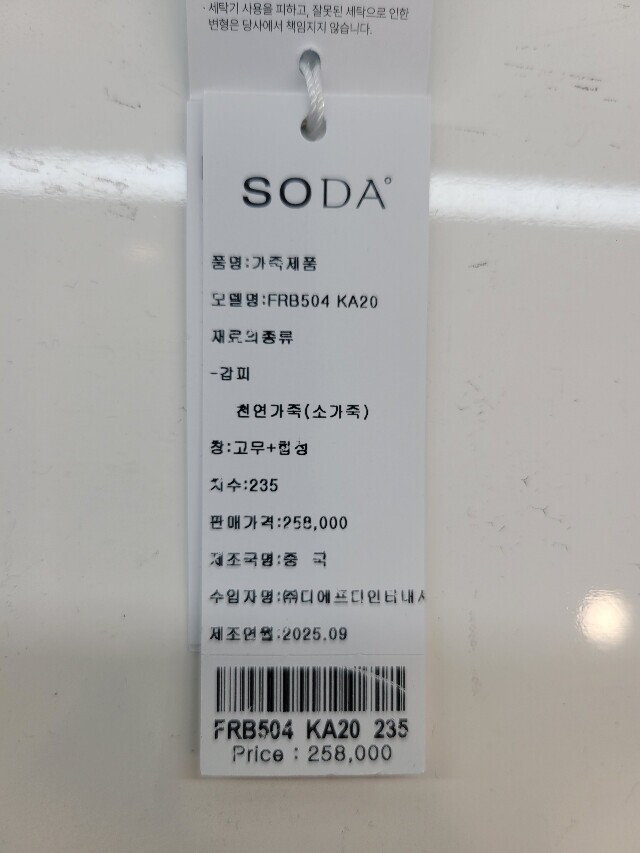 · 세탁기 사용을 피하고, 잘못된 세탁으로 인한
변형은 당사에서 책임지지 않습니다.
SODA°
품명:가죽제품
모델명:FRB504 KA20
재료의종류
-갑피
천연가죽(소가죽)
창:고무+합성
치수:235
판매가격:258,000
제조국명:중 국
수입자명:㈜디에프디인터내
제조연월:2025.09
FRB504 KA20 235
Price : 258,000